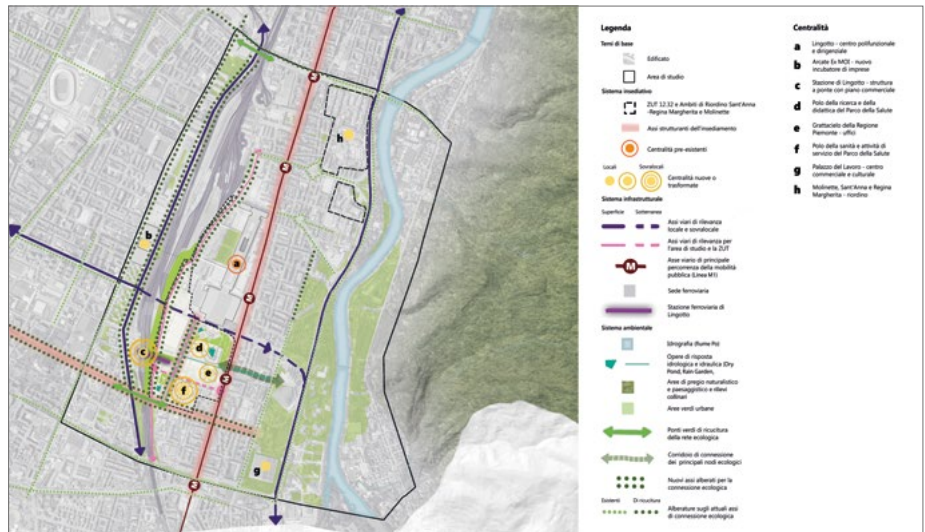 Legenda
Temi di base
Edificato
Area di studio
Sistema insediativo
ZUT 12.32 e Ambiti di Riordino Sant'Anna
-Regina Margherita e Molinette
Assi strutturanti dell'insediamento
Centralità pre-esistenti
Locali
Sovralocali
Centralità nuove o
trasformate
Sistema infrastrutturale
Superficie
Sotterranea
Assi viari di rilevanza
locale e sovralocale
Assi viari di rilevanza per
l'area di studio e la ZUT
M
Asse viario di principale
percorrenza della mobilità
pubblica (Linea M1)
Sede ferroviaria
Stazione ferroviaria di
Lingotto
Sistema ambientale
Idrografia (fiume Po)
Opere di risposta
idrologica e idraulica (Dry
Pond, Rain Garden,
Aree di pregio naturalistico
e paesaggistico e rilievi
collinari
Aree verdi urbane
Ponti verdi di ricucitura
della rete ecologica
Corridoio di connessione
dei principali nodi ecologici
Nuovi assi alberati per la
connessione ecologica
Esistenti
Di ricucitura
Alberature sugli attuali assi
di connessione ecologica
Centralità
a Lingotto - centro polifunzionale
e dirigenziale
b Arcate Ex MOI - nuovo
incubatore di imprese
c Stazione di Lingotto - struttura
a ponte con piano commerciale
d Polo della ricerca e della
didattica del Parco della Salute
e Grattacielo della Regione
Piemonte - uffici
f Polo della sanità e attività di
servizio del Parco della Salute
g Palazzo del Lavoro - centro
commerciale e culturale
h Molinette, Sant'Anna e Regina
Margherita - riordino
M
h
M
b
a
M
c
d
e
M
f
g
M